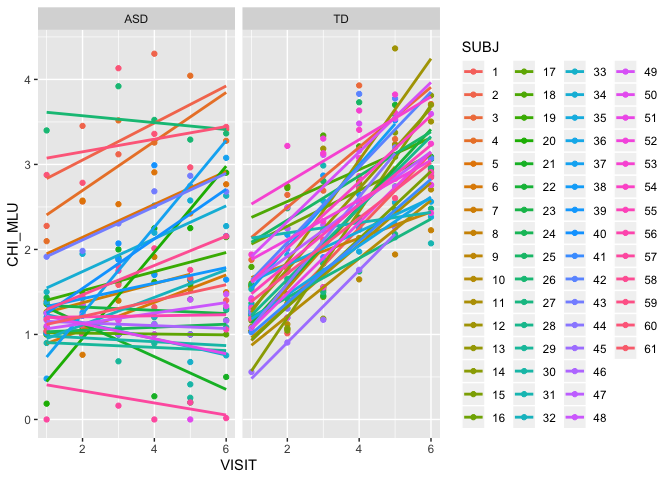 ASD TD
CHI_MLU
4
3
2
1
0
2 4 6 2 4 6
VISIT
SUBJ
1 17 33 49
2 18 34 50
3 19 35 51
4 20 36 52
5 21 37 53
6 22 38 54
7 23 39 55
8 24 40 56
9 25 41 57
10 26 42 58
11 27 43 59
12 28 44 60
13 29 45 61
14 30 46
15 31 47
16 32 48